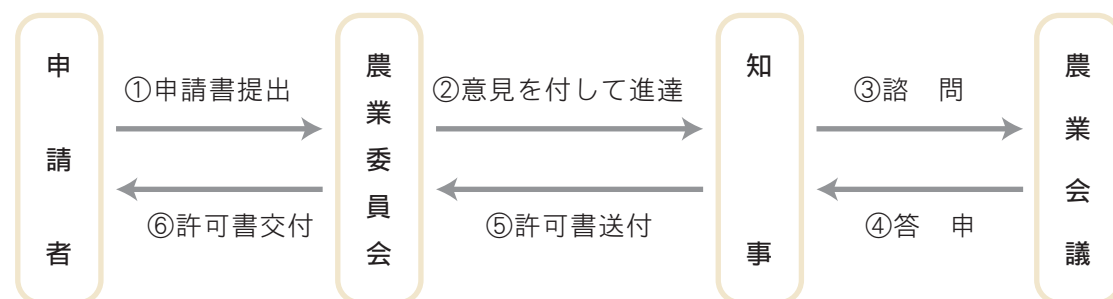 申請者
①申請書提出
⑥許可書交付
農業委員会
②意見を付して進達
⑤許可書送付
知事
③諮　問
④答　申
農業会議